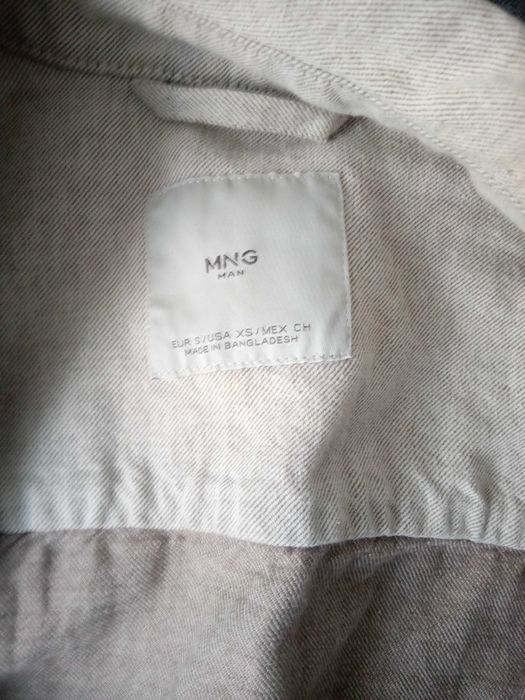 MNG
MAN
EUR S/USA XS/MEX CH
MADE IN BANGLADESH